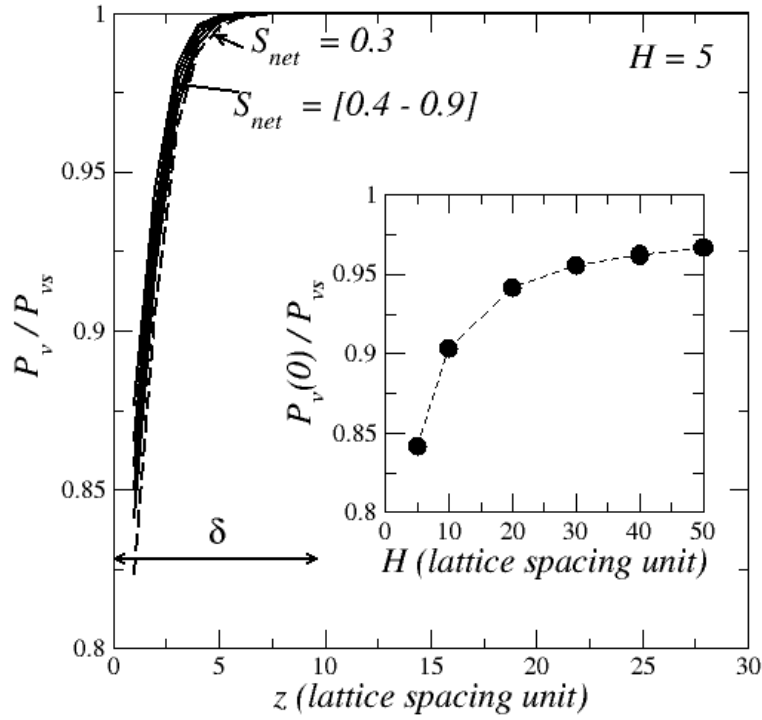 1
S_net = 0.3
H = 5
S_net = [0.4 - 0.9]
0.95
P_v / P_vs
0.9
0.85
0.8
δ
0 5 10 15 20 25 30
z (lattice spacing unit)
1
0.95
P_v(0) / P_vs
0.9
0.85
0.8
0 10 20 30 40 50
H (lattice spacing unit)